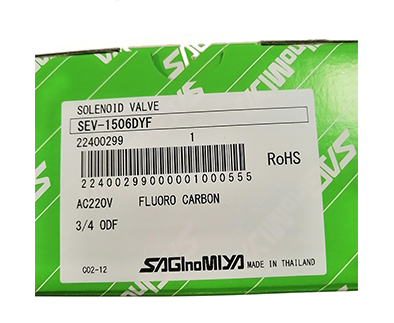 SAGInoMIYA
SOLENOID VALVE
SEV-1506DYF
22400299 1
22400299000001000555
RoHS
AC220V FLUORO CARBON
3/4 ODF
C02-12 SAGInoMIYA MADE IN THAILAND